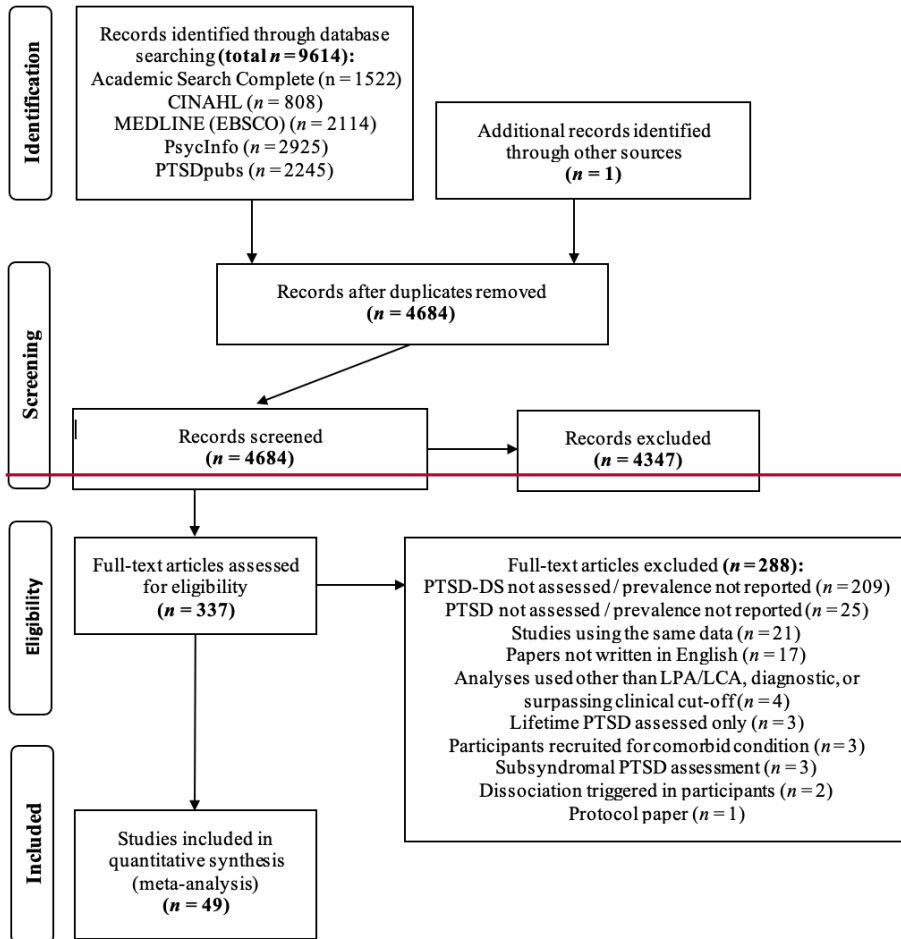 Identification
Records identified through database
searching (total n = 9614):
Academic Search Complete (n = 1522)
CINAHL (n = 808)
MEDLINE (EBSCO) (n = 2114)
PsycInfo (n = 2925)
PTSDpubs (n = 2245)
Additional records identified
through other sources
(n = 1)
Screening
Records after duplicates removed
(n = 4684)
Records screened
(n = 4684)
Records excluded
(n = 4347)
Eligibility
Full-text articles assessed
for eligibility
(n = 337)
Full-text articles excluded (n = 288):
PTSD-DS not assessed / prevalence not reported (n = 209)
PTSD not assessed / prevalence not reported (n = 25)
Studies using the same data (n = 21)
Papers not written in English (n = 17)
Analyses used other than LPA/LCA, diagnostic, or
surpassing clinical cut-off (n = 4)
Lifetime PTSD assessed only (n = 3)
Participants recruited for comorbid condition (n = 3)
Subsyndromal PTSD assessment (n = 3)
Dissociation triggered in participants (n = 2)
Protocol paper (n = 1)
Included
Studies included in
quantitative synthesis
(meta-analysis)
(n = 49)